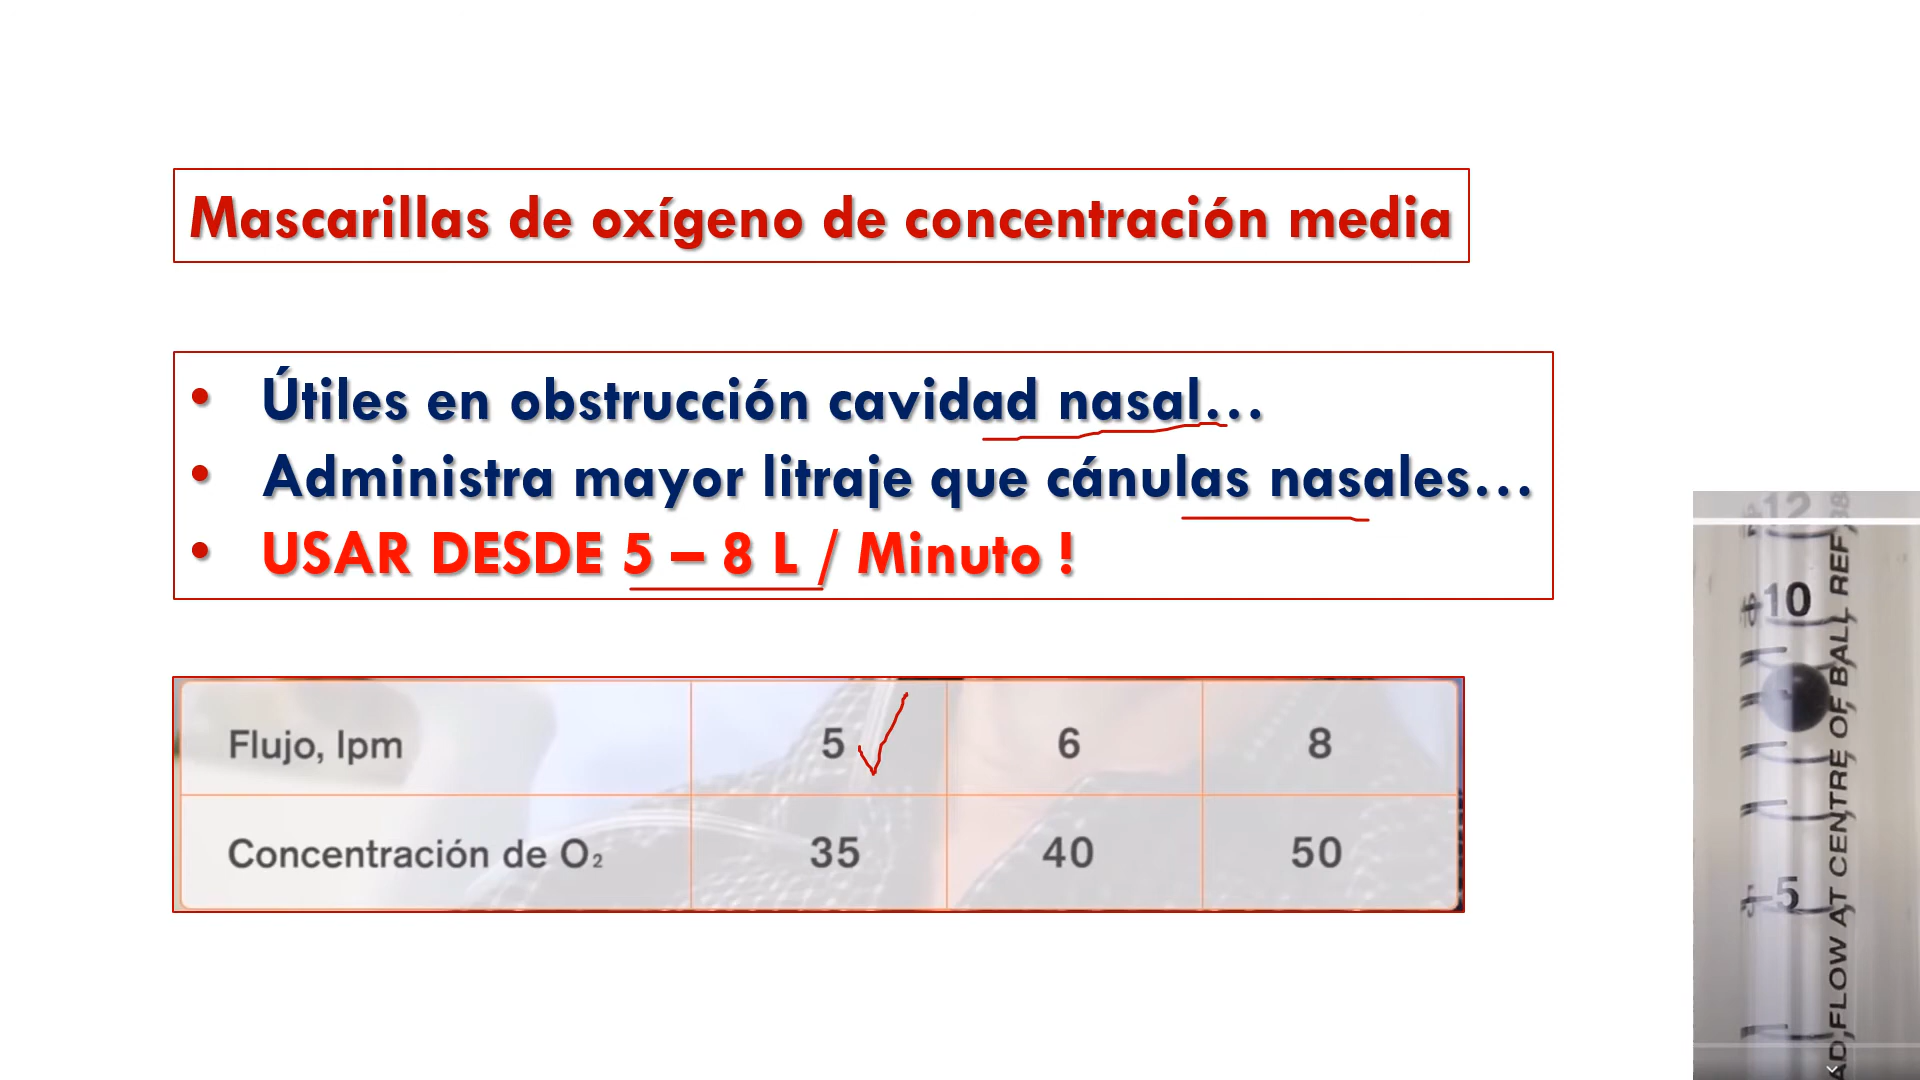 Mascarillas de oxígeno de concentración media
• Útiles en obstrucción cavidad nasal...
• Administra mayor litraje que cánulas nasales...
• USAR DESDE 5 – 8 L / Minuto !
Flujo, lpm 5 6 8
Concentración de O₂ 35 40 50
12
10
5
AD, FLOW AT CENTRE OF BALL REF